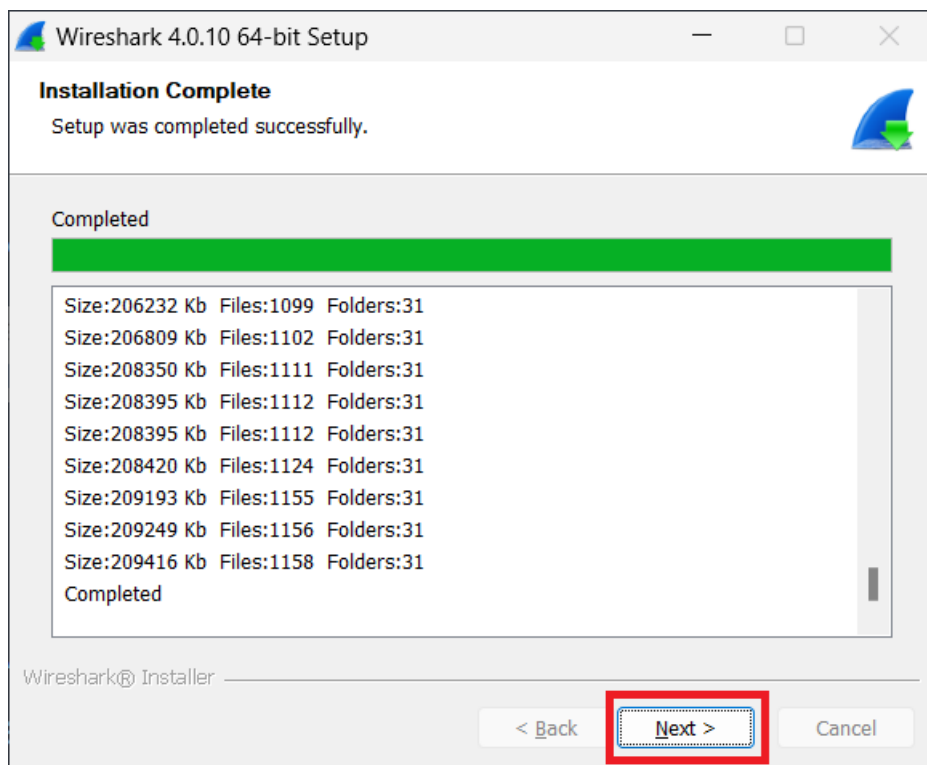 Wireshark 4.0.10 64-bit Setup
Installation Complete
Setup was completed successfully.
Completed
Size:206232 Kb  Files:1099  Folders:31
Size:206809 Kb  Files:1102  Folders:31
Size:208350 Kb  Files:1111  Folders:31
Size:208395 Kb  Files:1112  Folders:31
Size:208395 Kb  Files:1112  Folders:31
Size:208420 Kb  Files:1124  Folders:31
Size:209193 Kb  Files:1155  Folders:31
Size:209249 Kb  Files:1156  Folders:31
Size:209416 Kb  Files:1158  Folders:31
Completed
Wireshark® Installer
< Back Next > Cancel